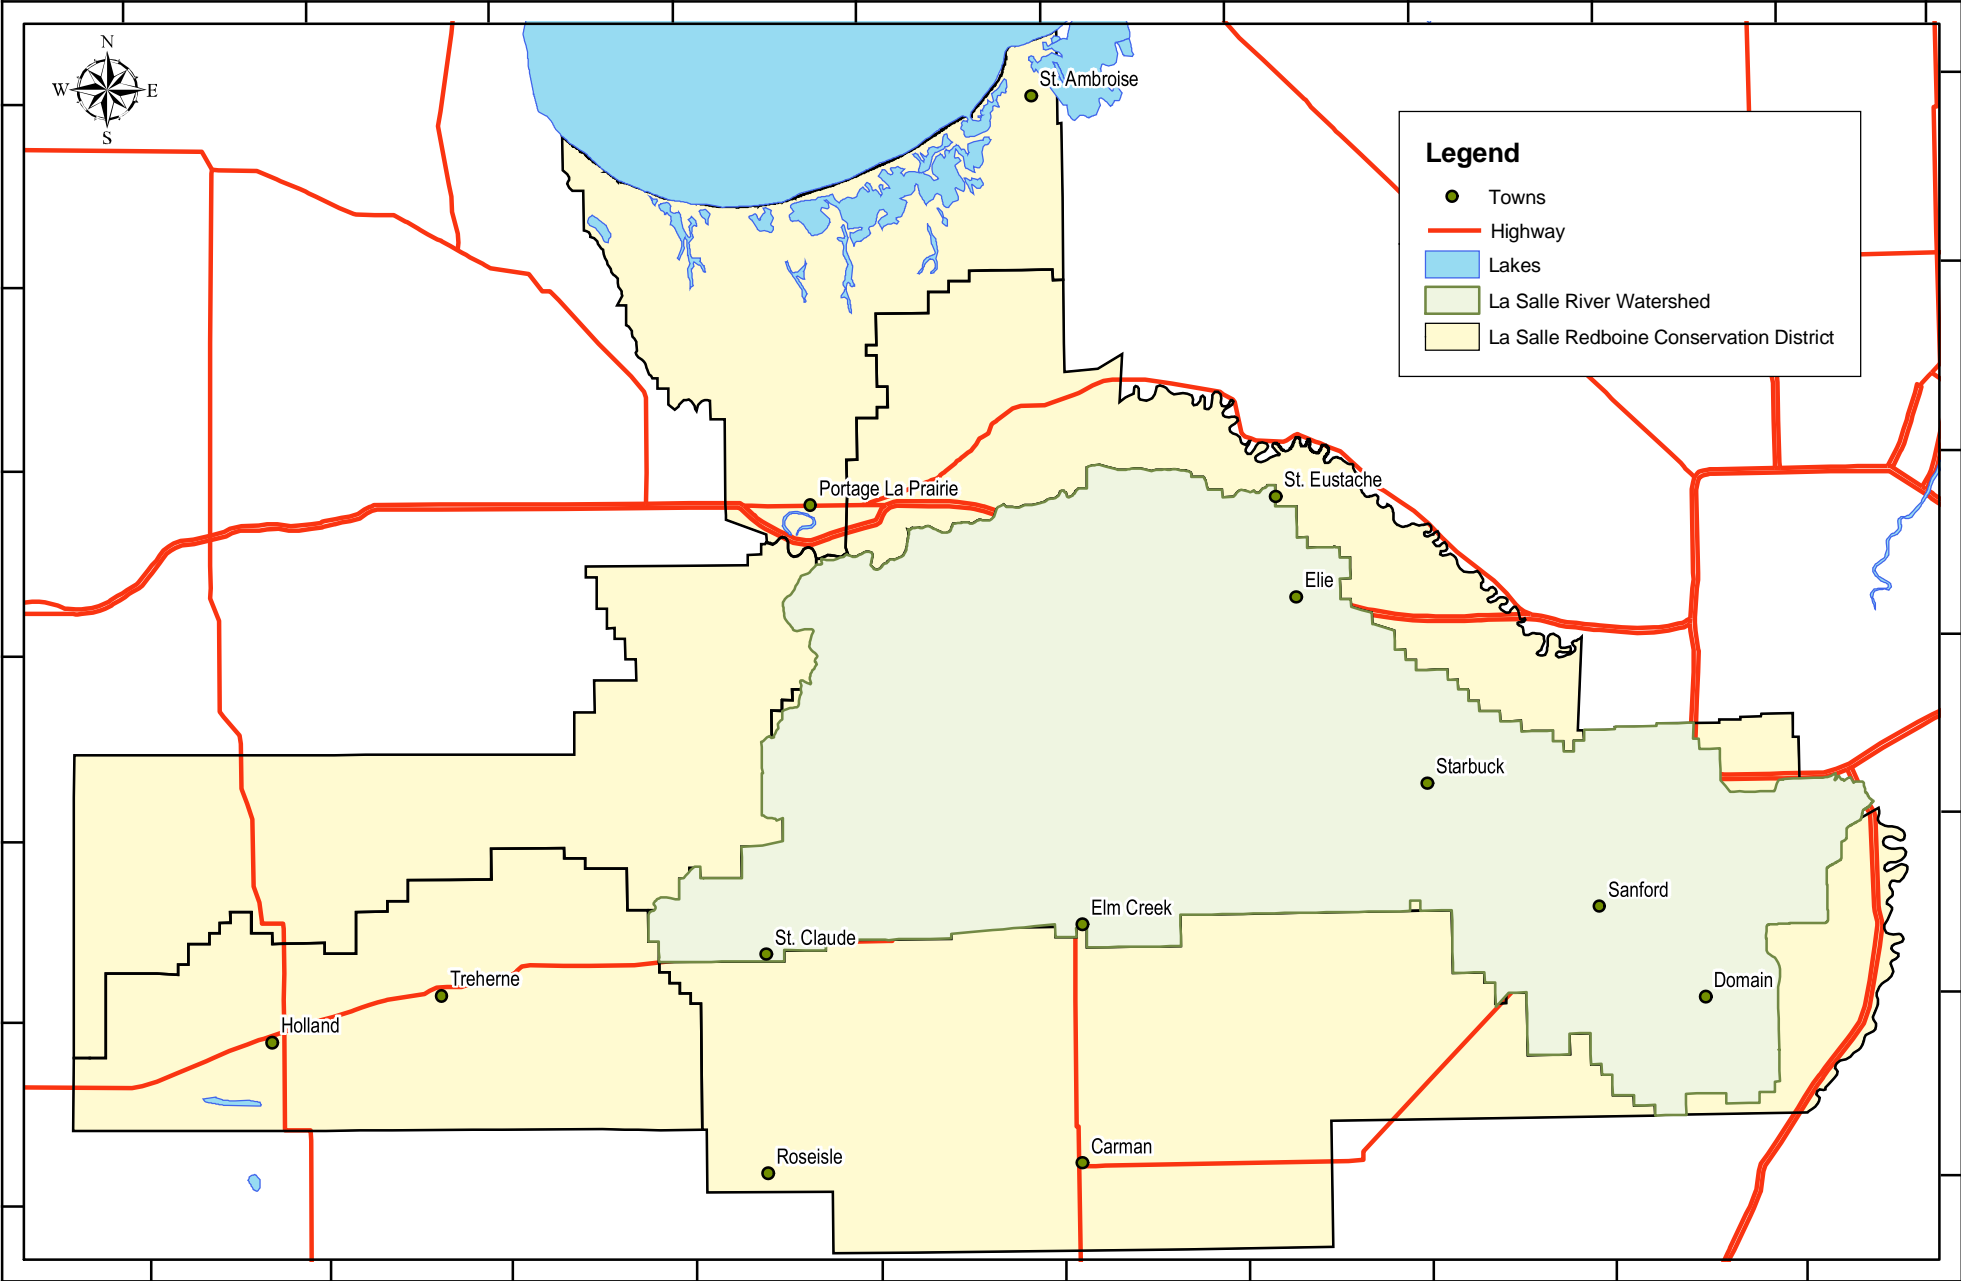 N
W E
S
St. Ambroise
Legend
Towns
Highway
Lakes
La Salle River Watershed
La Salle Redboine Conservation District
Portage La Prairie
St. Eustache
Elie
Starbuck
Sanford
Elm Creek
St. Claude
Treherne
Domain
Holland
Carman
Roseisle